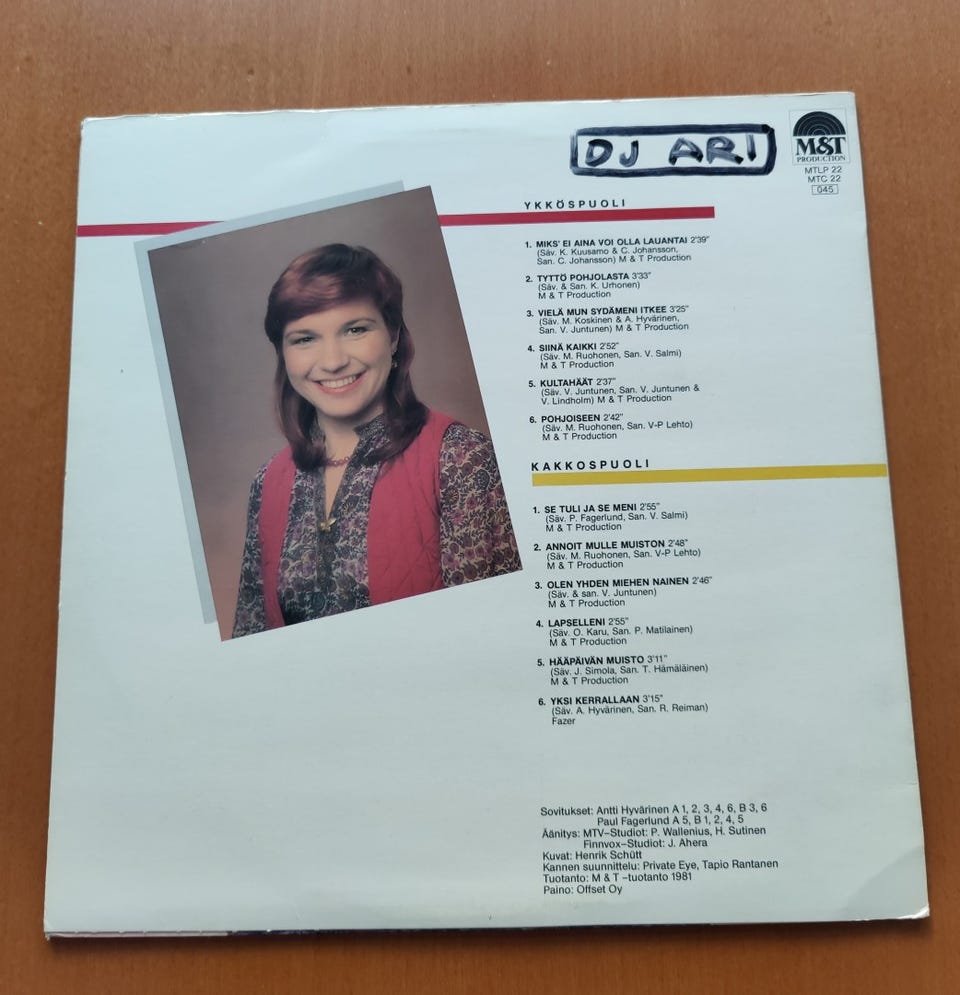 DJ ARI
M&T
PRODUCTION
MTLP 22
MTC 22
045
YKKÖSPUOLI
1. MIKS' EI AINA VOI OLLA LAUANTAI 2'39"
(Säv. K. Kuusamo & C. Johansson,
San. C. Johansson) M & T Production
2. TYTTÖ POHJOLASTA 3'33"
(Säv. & San. K. Urhonen)
M & T Production
3. VIELÄ MUN SYDÄMENI ITKEE 3'25"
(Säv. M. Koskinen & A. Hyvärinen,
San. V. Juntunen) M & T Production
4. SIINÄ KAIKKI 2'52"
(Säv. M. Ruohonen, San. V. Salmi)
M & T Production
5. KULTAHÄÄT 2'37"
(Säv. V. Juntunen, San. V. Juntunen &
V. Lindholm) M & T Production
6. POHJOISEEN 2'42"
(Säv. M. Ruohonen, San. V-P Lehto)
M & T Production
KAKKOSPUOLI
1. SE TULI JA SE MENI 2'55"
(Säv. P. Fagerlund, San. V. Salmi)
M & T Production
2. ANNOIT MULLE MUISTON 2'48"
(Säv. M. Ruohonen, San. V-P Lehto)
M & T Production
3. OLEN YHDEN MIEHEN NAINEN 2'46"
(Säv. & san. V. Juntunen)
M & T Production
4. LAPSELLENI 2'55"
(Säv. O. Karu, San. P. Matilainen)
M & T Production
5. HÄÄPÄIVÄN MUISTO 3'11"
(Säv. J. Simola, San. T. Hämäläinen)
M & T Production
6. YKSI KERRALLAAN 3'15"
(Säv. A. Hyvärinen, San. R. Reiman)
Fazer
Sovitukset: Antti Hyvärinen A 1, 2, 3, 4, 6, B 3, 6
Paul Fagerlund A 5, B 1, 2, 4, 5
Äänitys: MTV-Studiot: P. Wallenius, H. Sutinen
Finnvox-Studiot: J. Ahera
Kuvat: Henrik Schütt
Kannen suunnittelu: Private Eye, Tapio Rantanen
Tuotanto: M & T -tuotanto 1981
Paino: Offset Oy